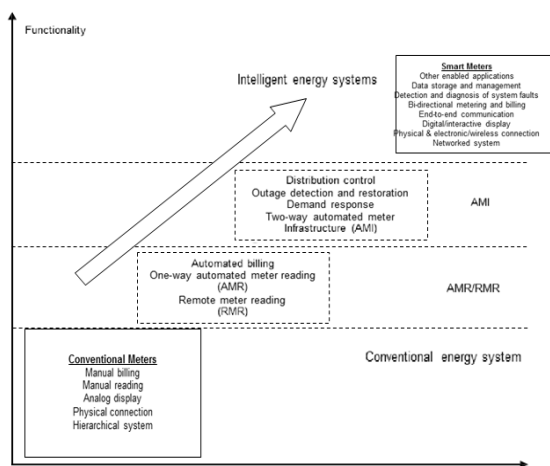 Functionality
Intelligent energy systems
Smart Meters
Other enabled applications
Data storage and management
Detection and diagnosis of system faults
Bi-directional metering and billing
End-to-end communication
Digital/interactive display
Physical & electronic/wireless connection
Networked system
Distribution control
Outage detection and restoration
Demand response
Two-way automated meter
Infrastructure (AMI)
AMI
Automated billing
One-way automated meter reading
(AMR)
Remote meter reading
(RMR)
AMR/RMR
Conventional Meters
Manual billing
Manual reading
Analog display
Physical connection
Hierarchical system
Conventional energy system